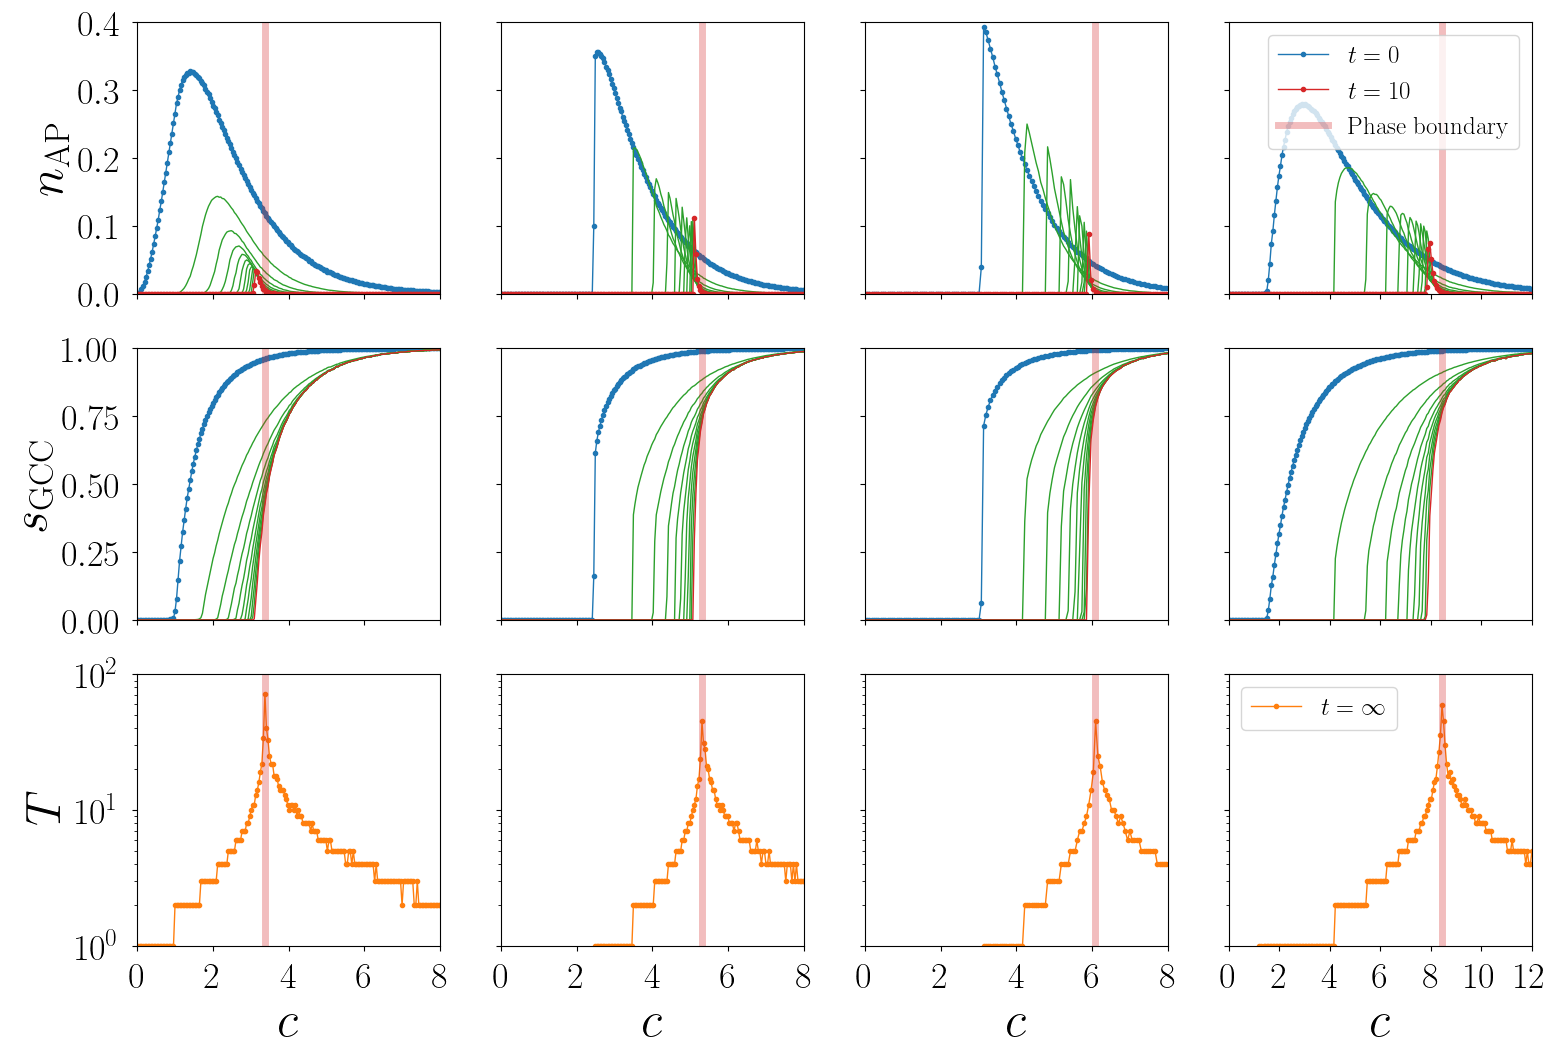 0.4
0.3
0.2
0.1
0.0
n_AP
t = 0
t = 10
Phase boundary
1.00
0.75
0.50
0.25
0.00
s_GCC
10^2
10^1
10^0
T
t = ∞
0 2 4 6 8
0 2 4 6 8
0 2 4 6 8
0 2 4 6 8 10 12
c c c c